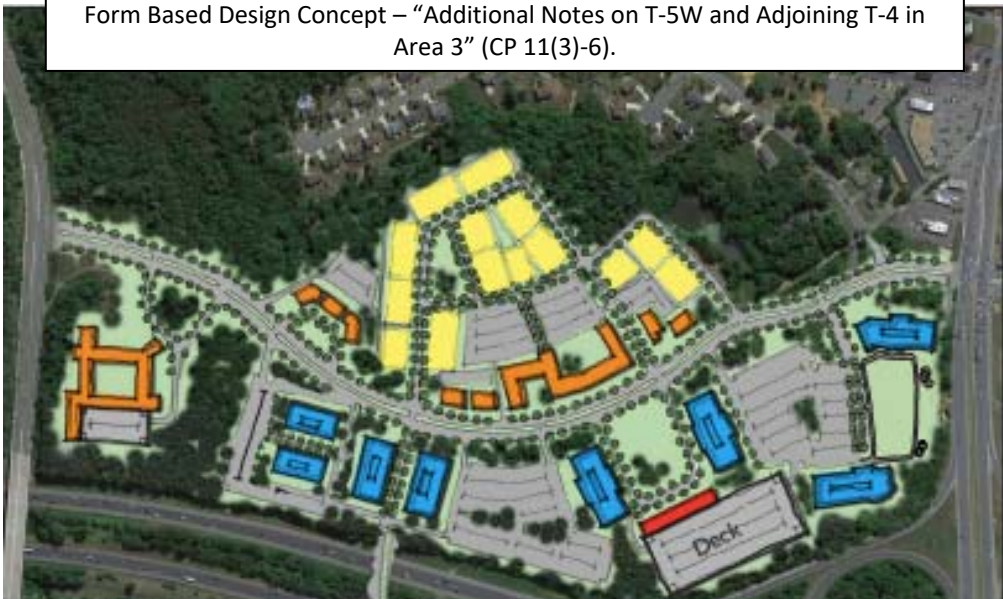 Form Based Design Concept – “Additional Notes on T-5W and Adjoining T-4 in
Area 3” (CP 11(3)-6).
Deck